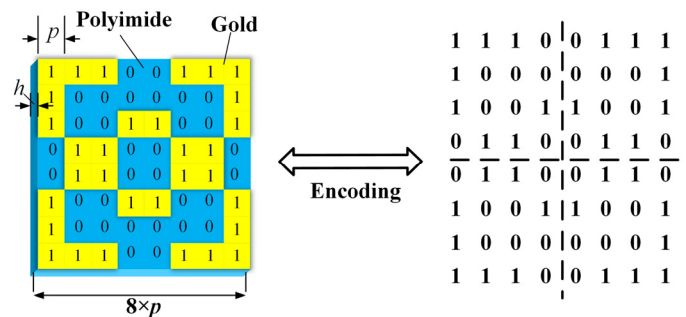 Polyimide
Gold
p
h
1 1 1 0 0 1 1 1
1 0 0 0 0 0 0 1
1 0 0 1 1 0 0 1
0 1 1 0 0 1 1 0
0 1 1 0 0 1 1 0
1 0 0 1 1 0 0 1
1 0 0 0 0 0 0 1
1 1 1 0 0 1 1 1
8×p
Encoding
1 1 1 0 0 1 1 1
1 0 0 0 0 0 0 1
1 0 0 1 1 0 0 1
0 1 1 0 0 1 1 0
0 1 1 0 0 1 1 0
1 0 0 1 1 0 0 1
1 0 0 0 0 0 0 1
1 1 1 0 0 1 1 1